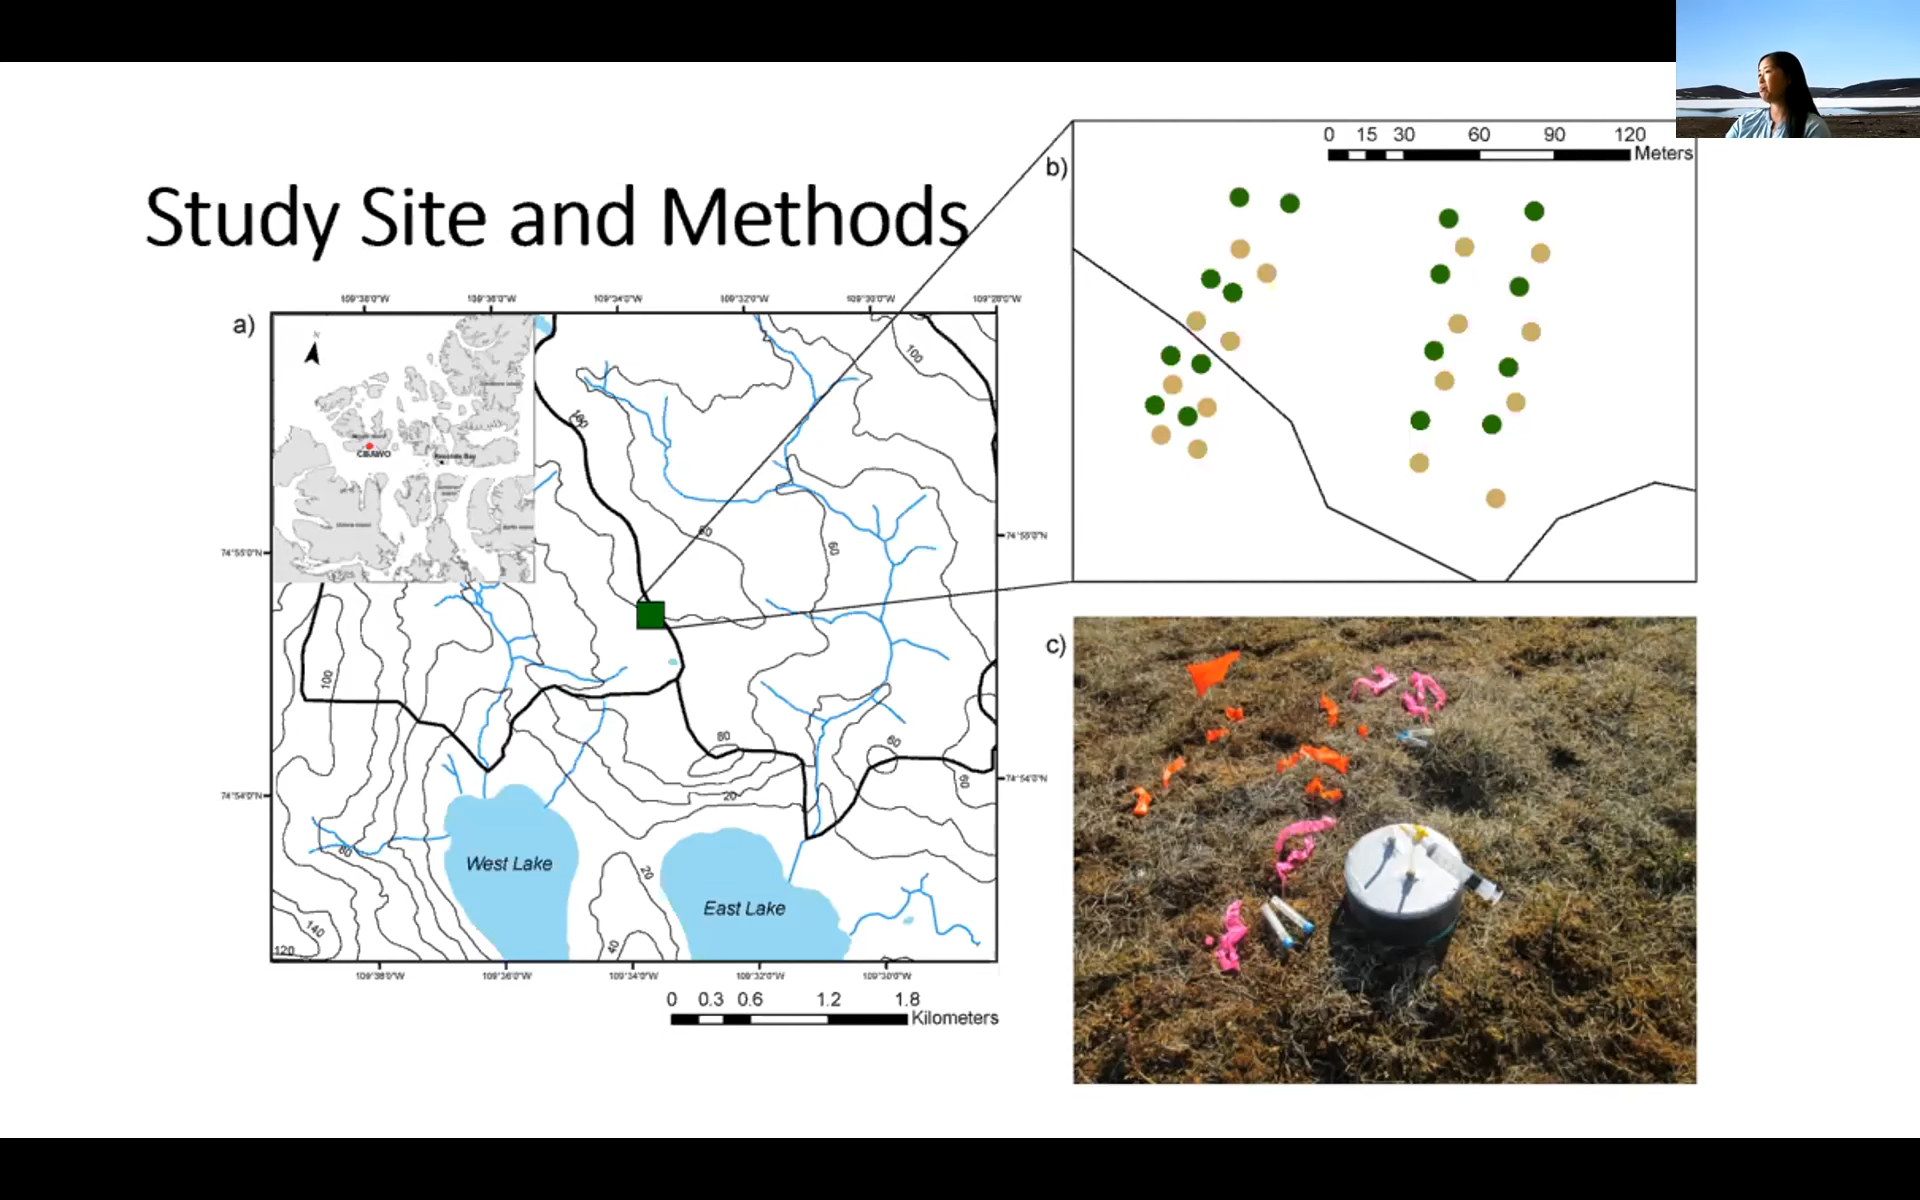 Study Site and Methods
a)
109°38'0"W
109°36'0"W
109°34'0"W
109°32'0"W
109°30'0"W
109°28'0"W
N
CBAWO
Resolute Bay
100
100
60
60
74°55'0"N
74°55'0"N
100
80
60
60
74°54'0"N
74°54'0"N
20
80
West Lake
20
East Lake
140
120
40
109°38'0"W
109°36'0"W
109°34'0"W
109°32'0"W
109°30'0"W
0 0.3 0.6 1.2 1.8
Kilometers
b)
0 15 30 60 90 120
Meters
c)